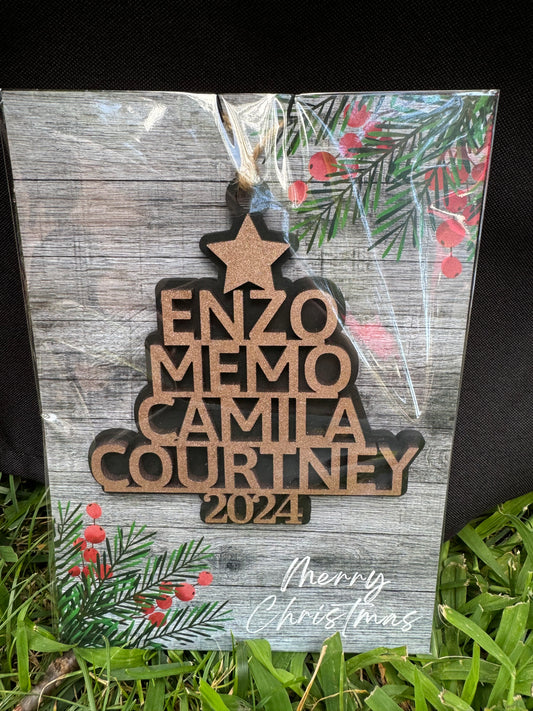 ENZO
MEMO
CAMILA
COURTNEY
2024
Merry
Christmas